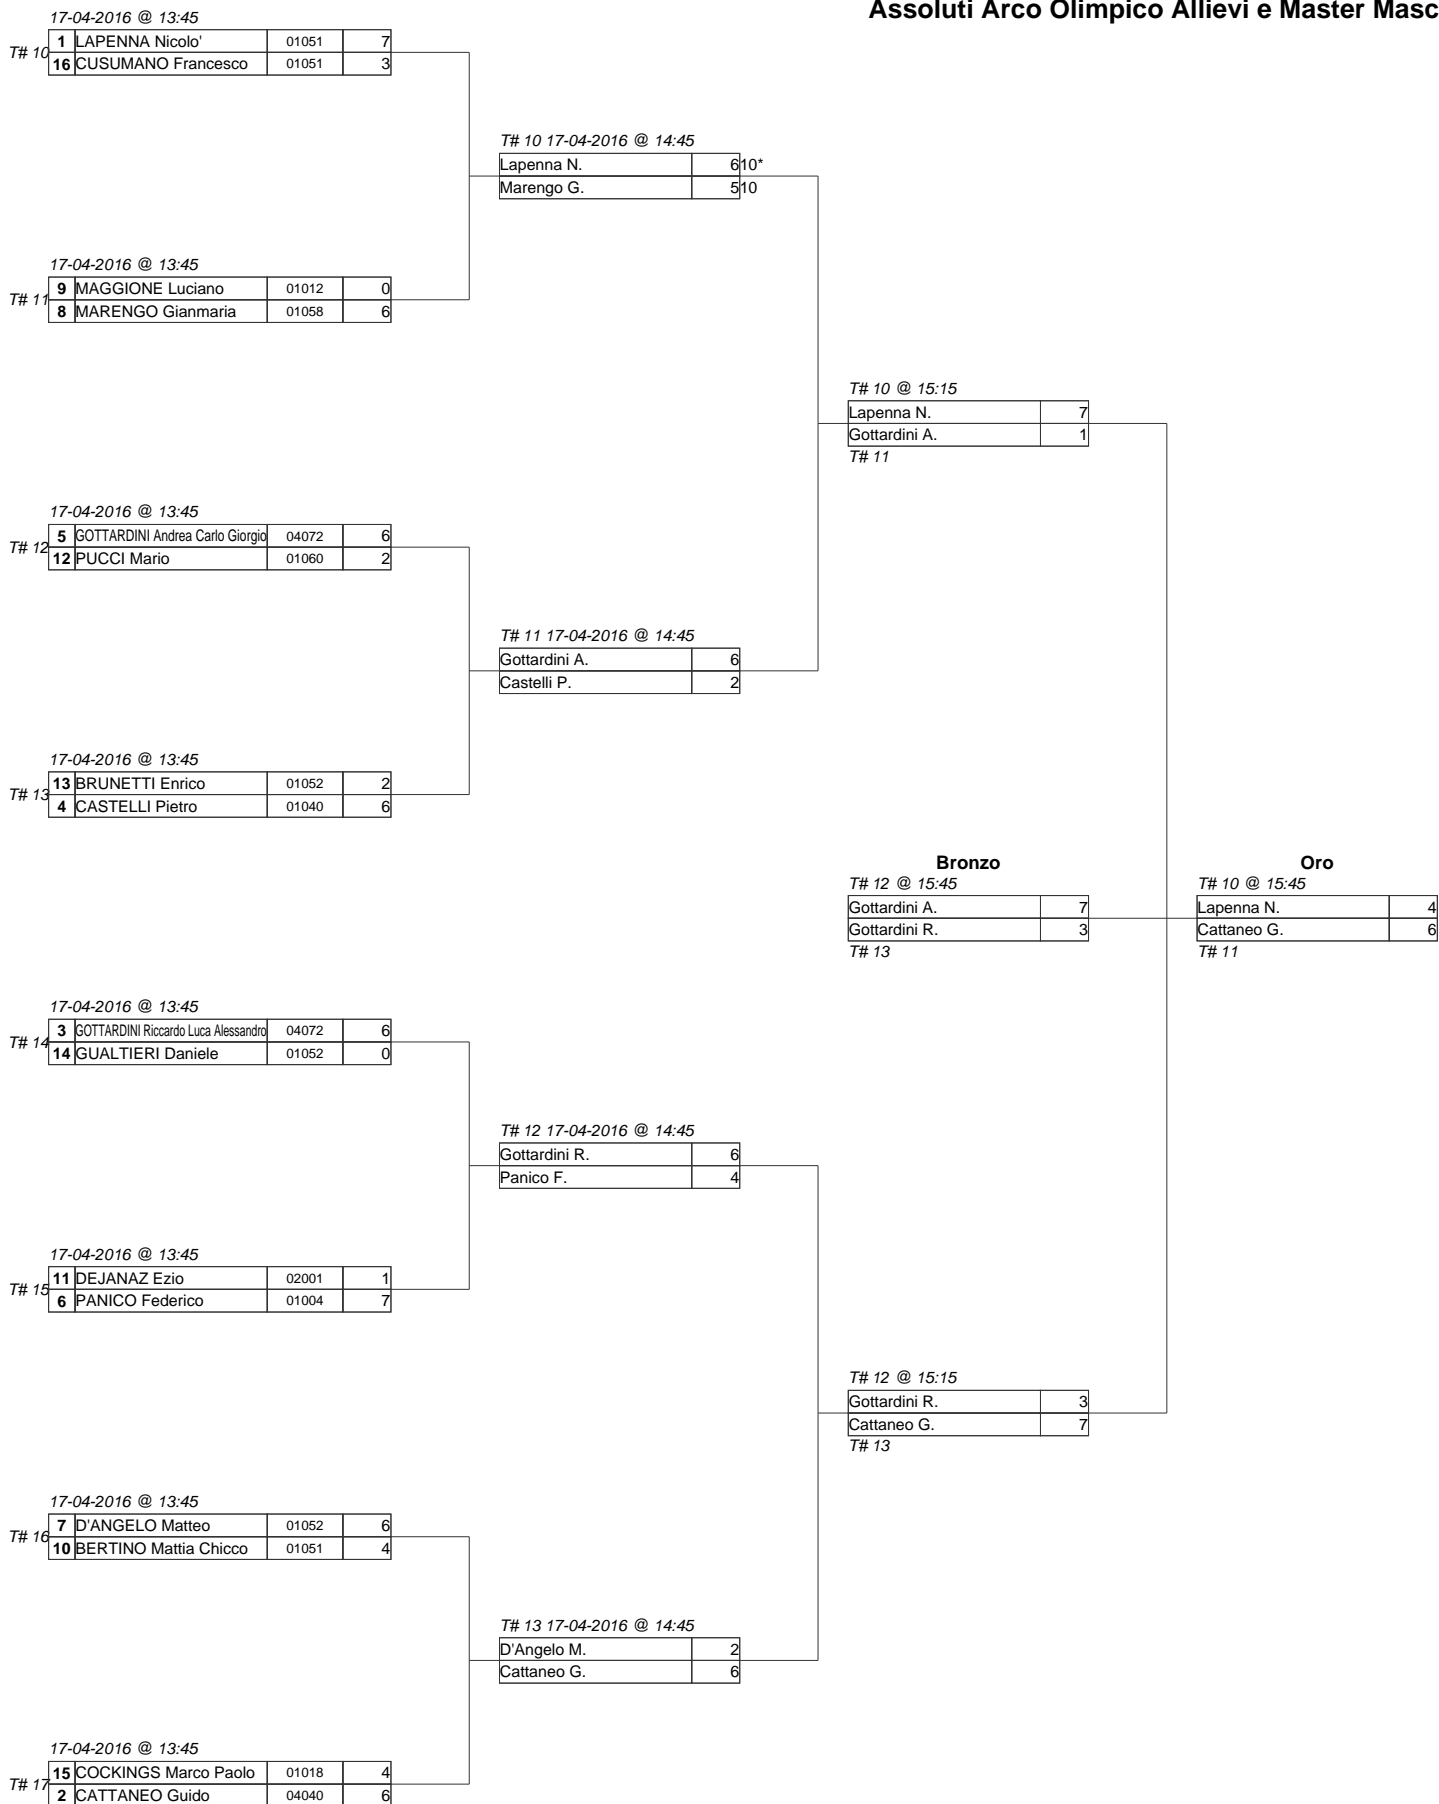 Assoluti Arco Olimpico Allievi e Master Masc
17-04-2016 @ 13:45
T# 10
1 LAPENNA Nicolo' 01051 7
16 CUSUMANO Francesco 01051 3
T# 10 17-04-2016 @ 14:45
Lapenna N. 6 10*
Marengo G. 5 10
17-04-2016 @ 13:45
T# 11
9 MAGGIONE Luciano 01012 0
8 MARENGO Gianmaria 01058 6
T# 10 @ 15:15
Lapenna N. 7
Gottardini A. 1
T# 11
17-04-2016 @ 13:45
T# 12
5 GOTTARDINI Andrea Carlo Giorgio 04072 6
12 PUCCI Mario 01060 2
T# 11 17-04-2016 @ 14:45
Gottardini A. 6
Castelli P. 2
17-04-2016 @ 13:45
T# 13
13 BRUNETTI Enrico 01052 2
4 CASTELLI Pietro 01040 6
Bronzo
T# 12 @ 15:45
Gottardini A. 7
Gottardini R. 3
T# 13
Oro
T# 10 @ 15:45
Lapenna N. 4
Cattaneo G. 6
T# 11
17-04-2016 @ 13:45
T# 14
3 GOTTARDINI Riccardo Luca Alessandro 04072 6
14 GUALTIERI Daniele 01052 0
T# 12 17-04-2016 @ 14:45
Gottardini R. 6
Panico F. 4
17-04-2016 @ 13:45
T# 15
11 DEJANAZ Ezio 02001 1
6 PANICO Federico 01004 7
T# 12 @ 15:15
Gottardini R. 3
Cattaneo G. 7
T# 13
17-04-2016 @ 13:45
T# 16
7 D'ANGELO Matteo 01052 6
10 BERTINO Mattia Chicco 01051 4
T# 13 17-04-2016 @ 14:45
D'Angelo M. 2
Cattaneo G. 6
17-04-2016 @ 13:45
T# 17
15 COCKINGS Marco Paolo 01018 4
2 CATTANEO Guido 04040 6